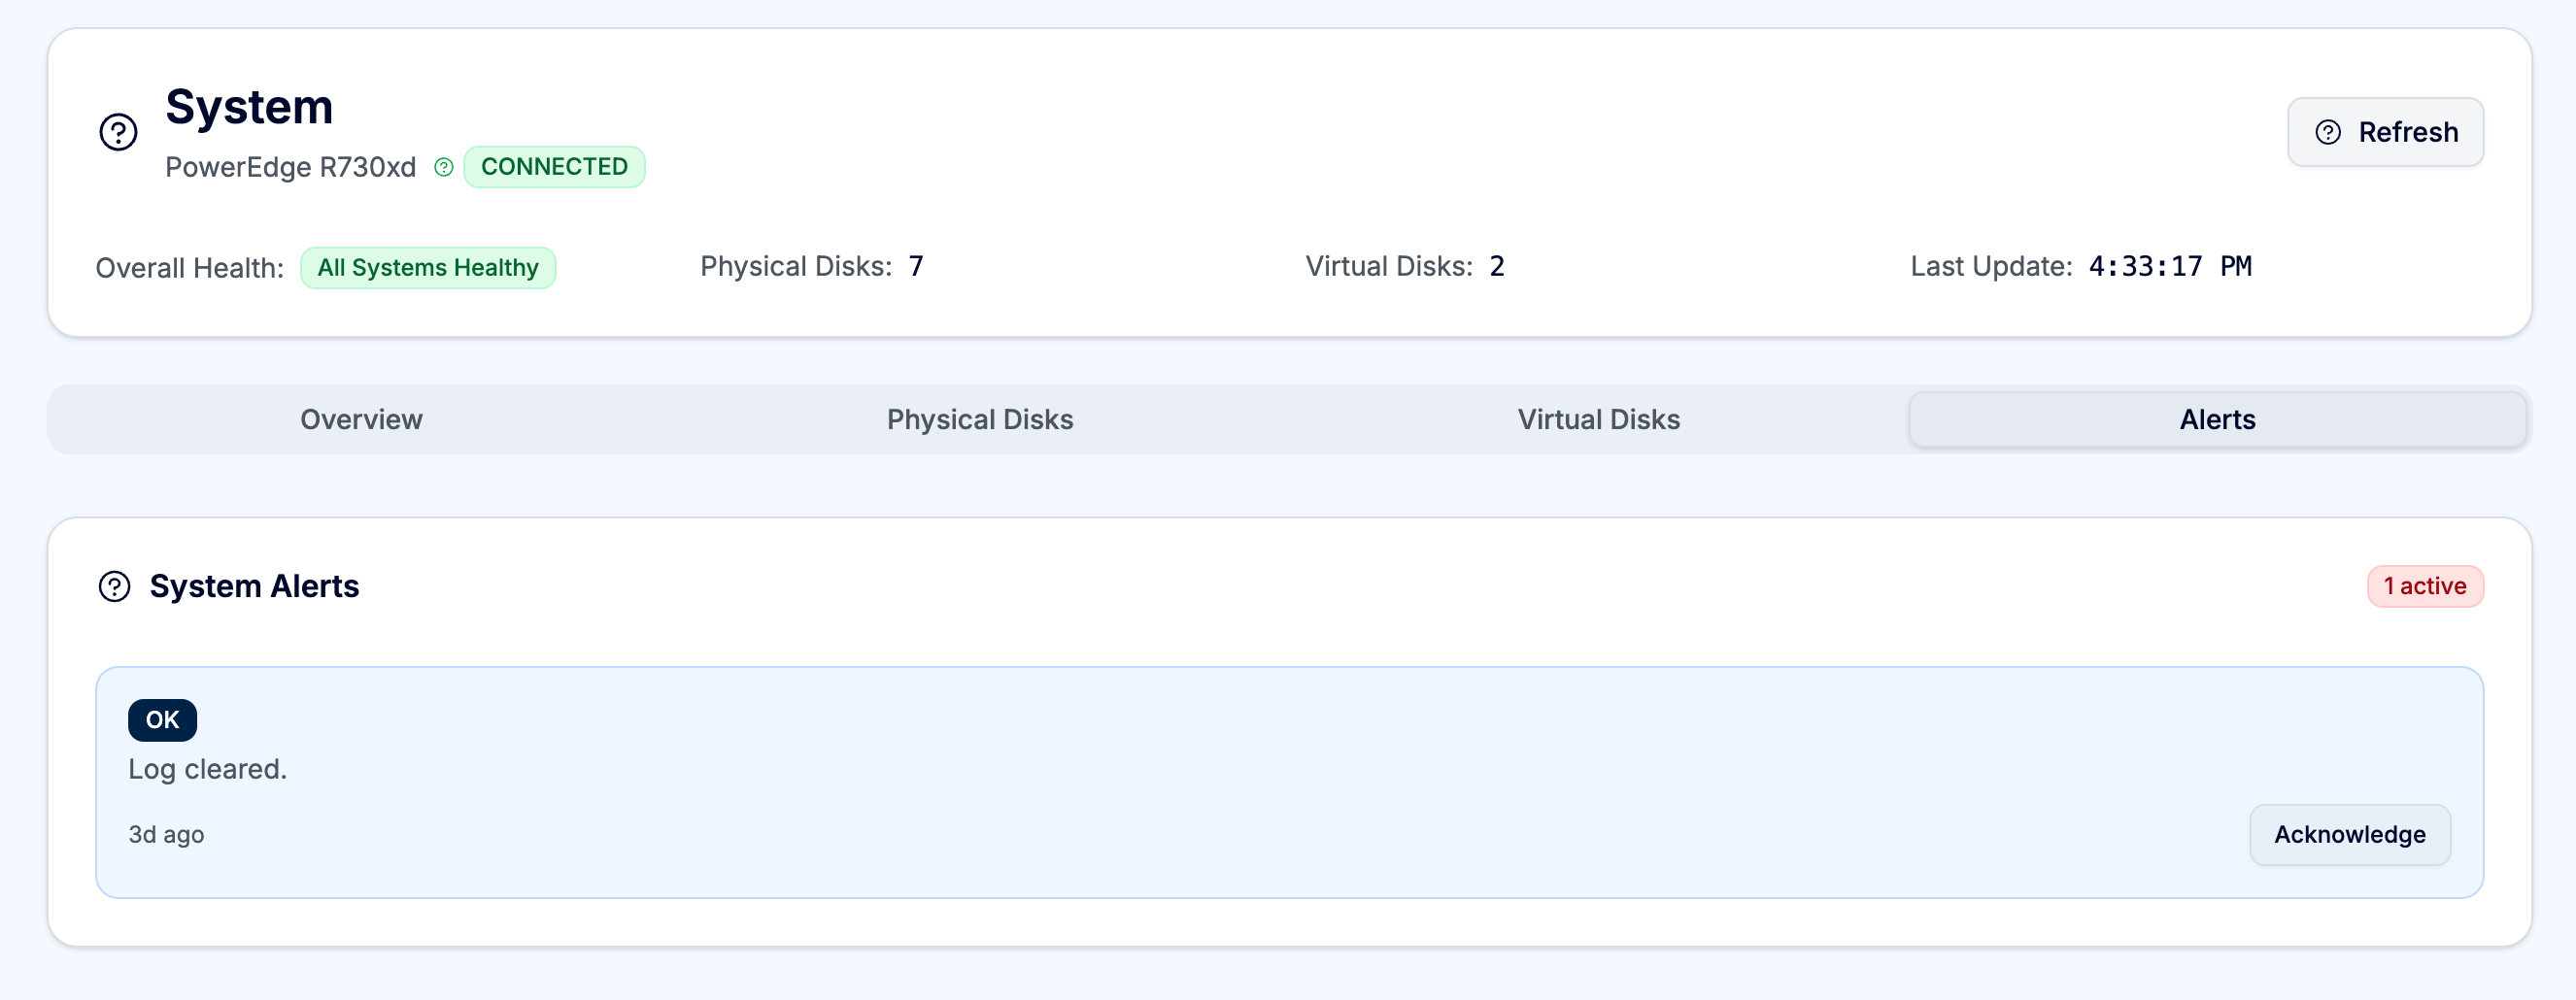 System
PowerEdge R730xd CONNECTED
Refresh
Overall Health: All Systems Healthy
Physical Disks: 7
Virtual Disks: 2
Last Update: 4:33:17 PM
Overview
Physical Disks
Virtual Disks
Alerts
System Alerts
1 active
OK
Log cleared.
3d ago
Acknowledge